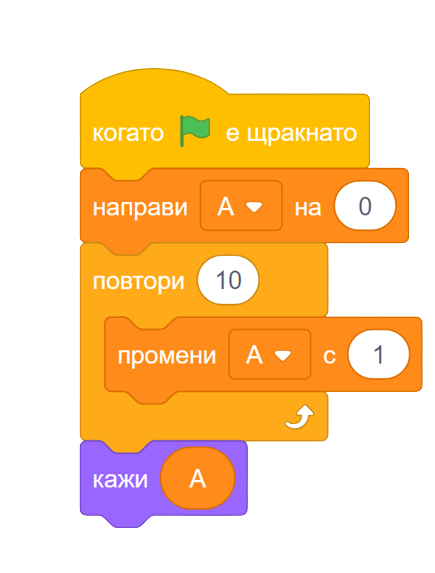 когато е щракнато
направи A на 0
повтори 10
промени A с 1
кажи A